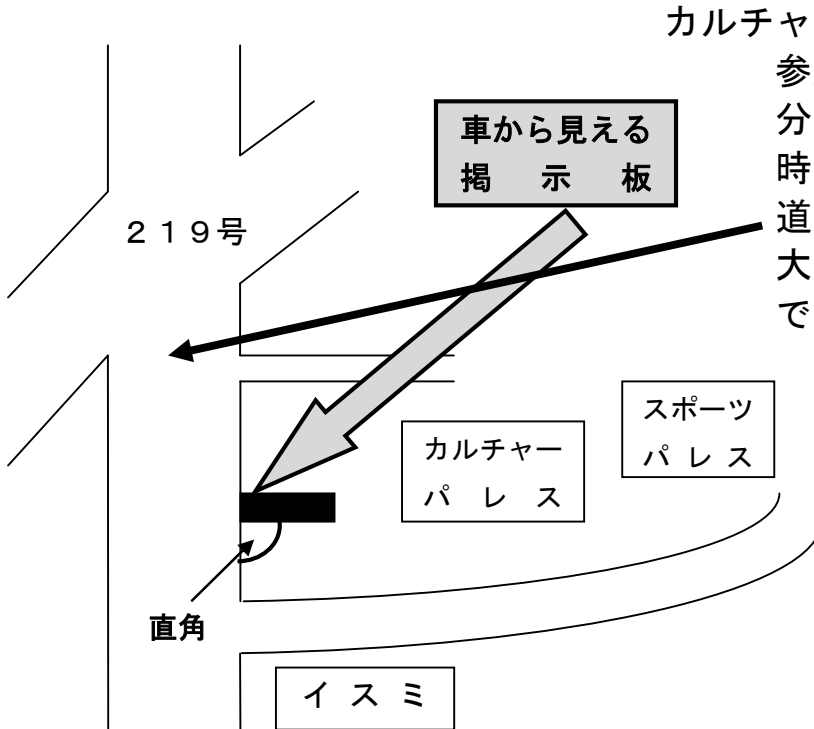 カルチャ
参
分
時
道
大
で
車から見える
掲示板
２１９号
スポーツ
パレス
カルチャー
パレス
直角
イスミ